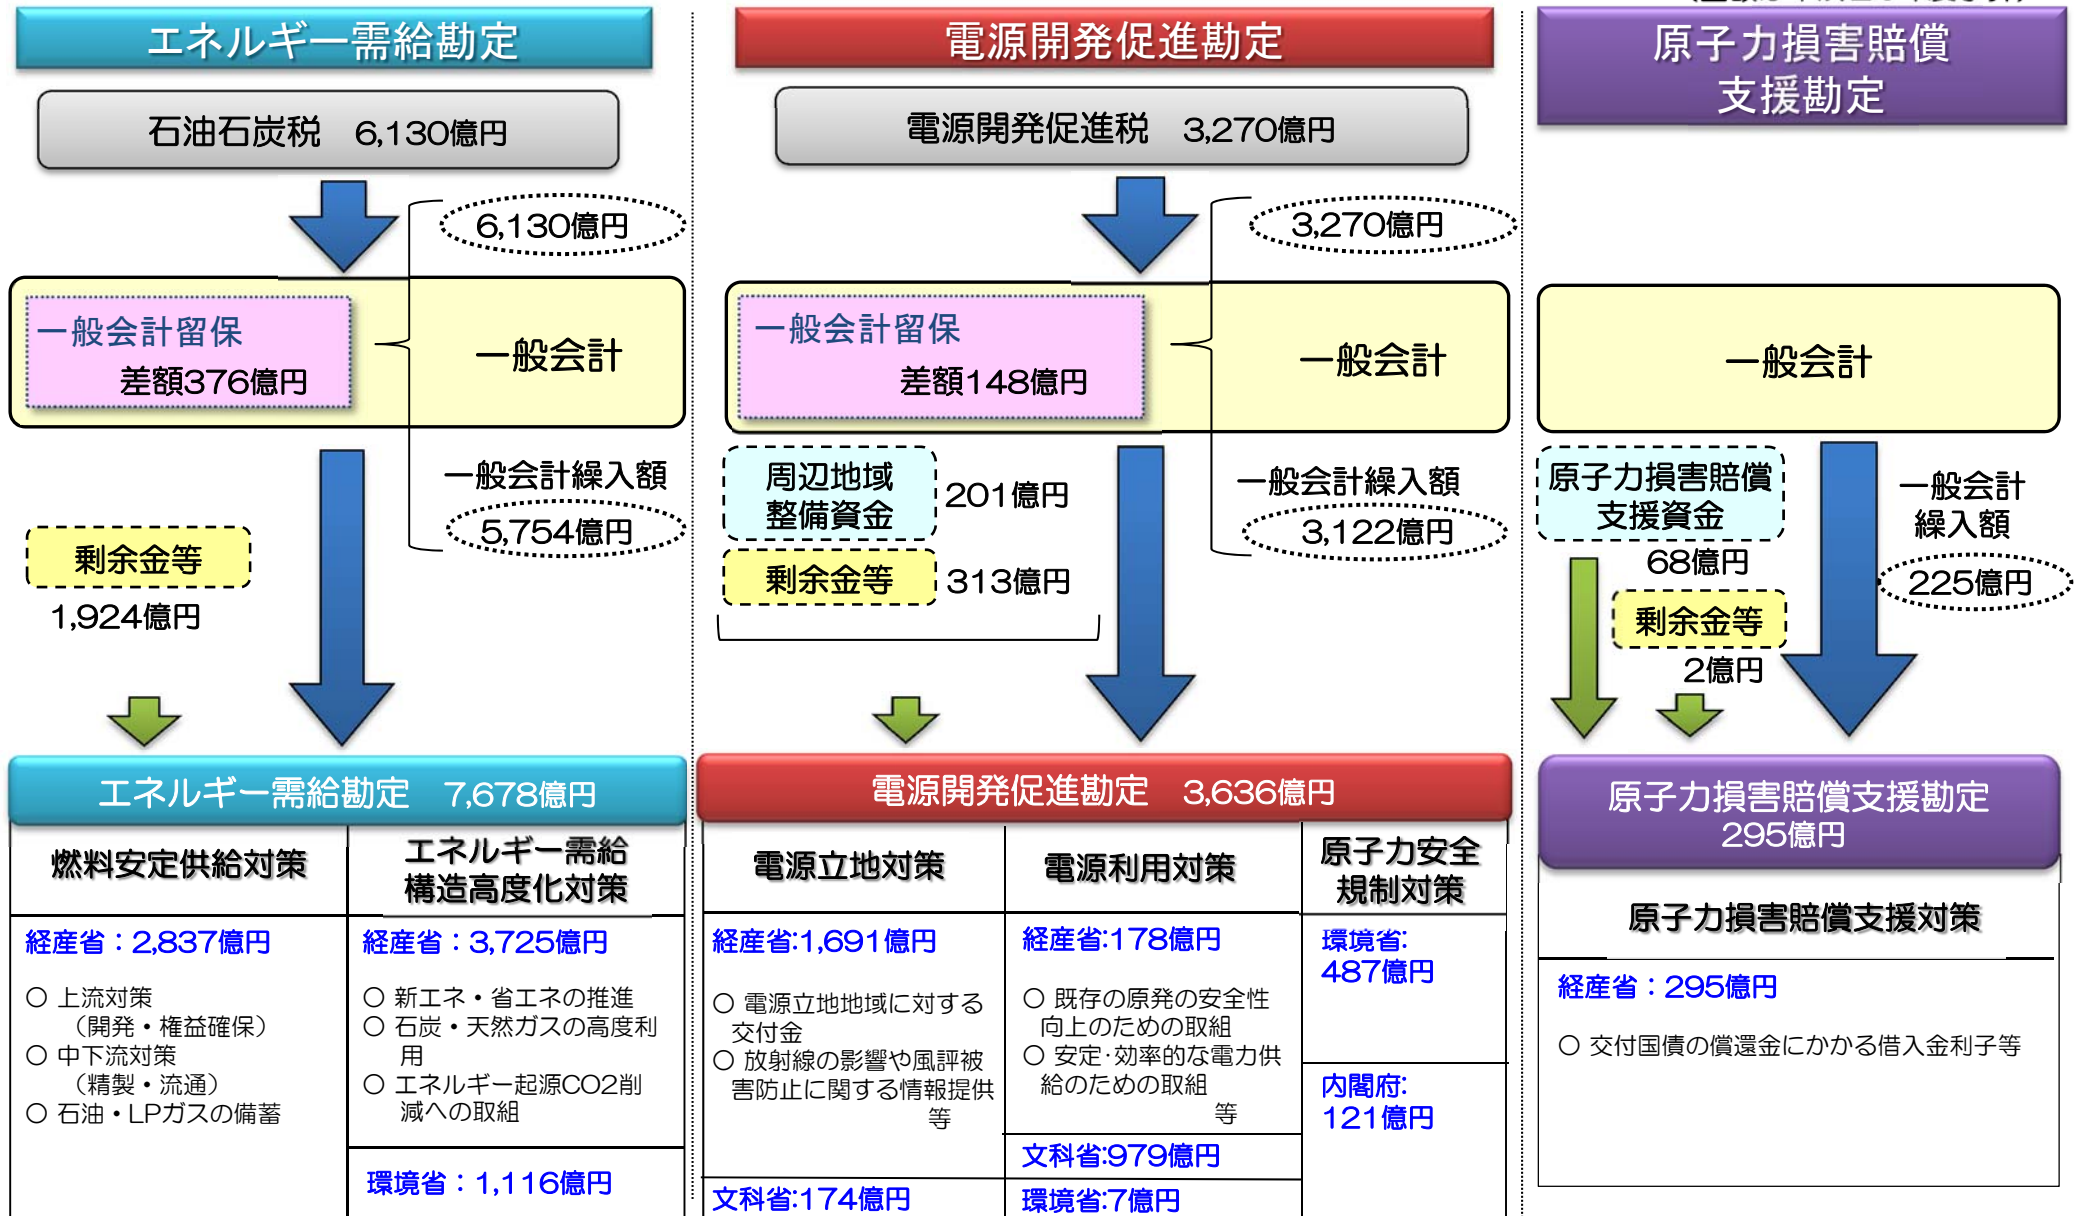 エネルギー需給勘定
石油石炭税　6,130億円
6,130億円
一般会計留保
差額376億円
一般会計
一般会計繰入額
5,754億円
剰余金等
1,924億円
エネルギー需給勘定　7,678億円
燃料安定供給対策
経産省：2,837億円
○ 上流対策
（開発・権益確保）
○ 中下流対策
（精製・流通）
○ 石油・LPガスの備蓄
エネルギー需給
構造高度化対策
経産省：3,725億円
○ 新エネ・省エネの推進
○ 石炭・天然ガスの高度利
用
○ エネルギー起源CO2削
減への取組
環境省：1,116億円
電源開発促進勘定
電源開発促進税　3,270億円
3,270億円
一般会計留保
差額148億円
一般会計
周辺地域
整備資金
201億円
剰余金等
313億円
一般会計繰入額
3,122億円
電源開発促進勘定　3,636億円
電源立地対策
経産省:1,691億円
○ 電源立地地域に対する
交付金
○ 放射線の影響や風評被
害防止に関する情報提供
等
文科省:174億円
電源利用対策
経産省:178億円
○ 既存の原発の安全性
向上のための取組
○ 安定･効率的な電力供
給のための取組
等
文科省:979億円
環境省:7億円
原子力安全
規制対策
環境省:
487億円
内閣府:
121億円
原子力損害賠償
支援勘定
一般会計
原子力損害賠償
支援資金
68億円
剰余金等
2億円
一般会計
繰入額
225億円
原子力損害賠償支援勘定
295億円
原子力損害賠償支援対策
経産省：295億円
○ 交付国債の償還金にかかる借入金利子等